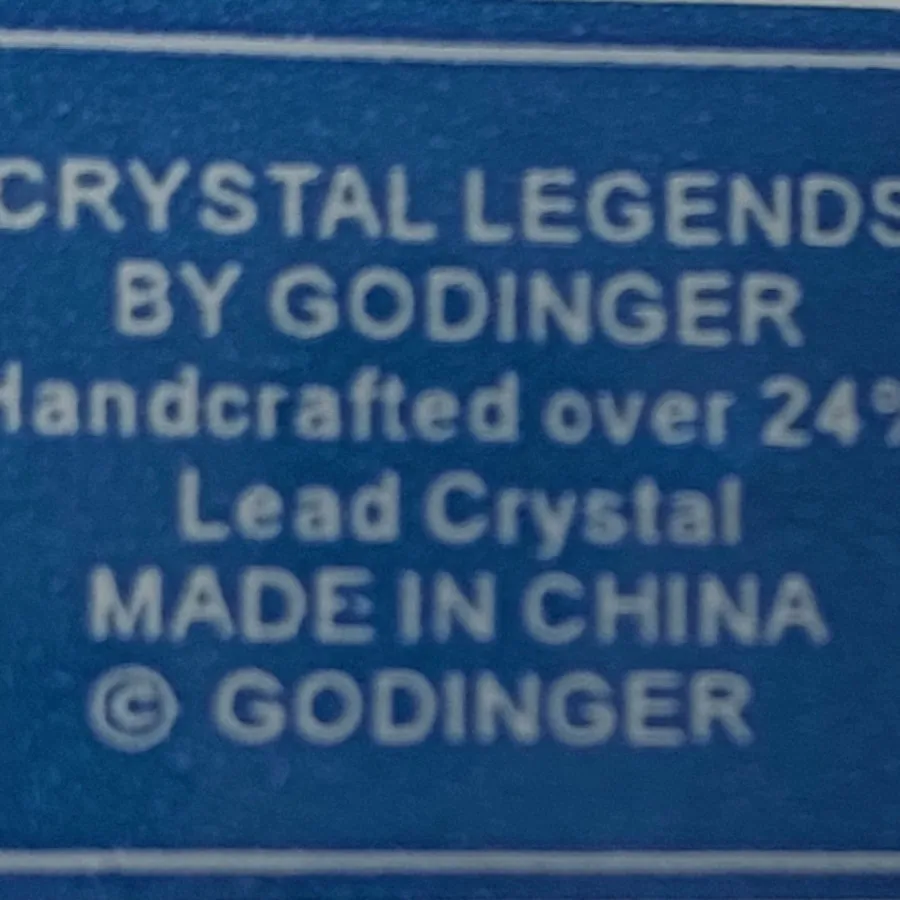 CRYSTAL LEGENDS
BY GODINGER
Handcrafted over 24%
Lead Crystal
MADE IN CHINA
© GODINGER